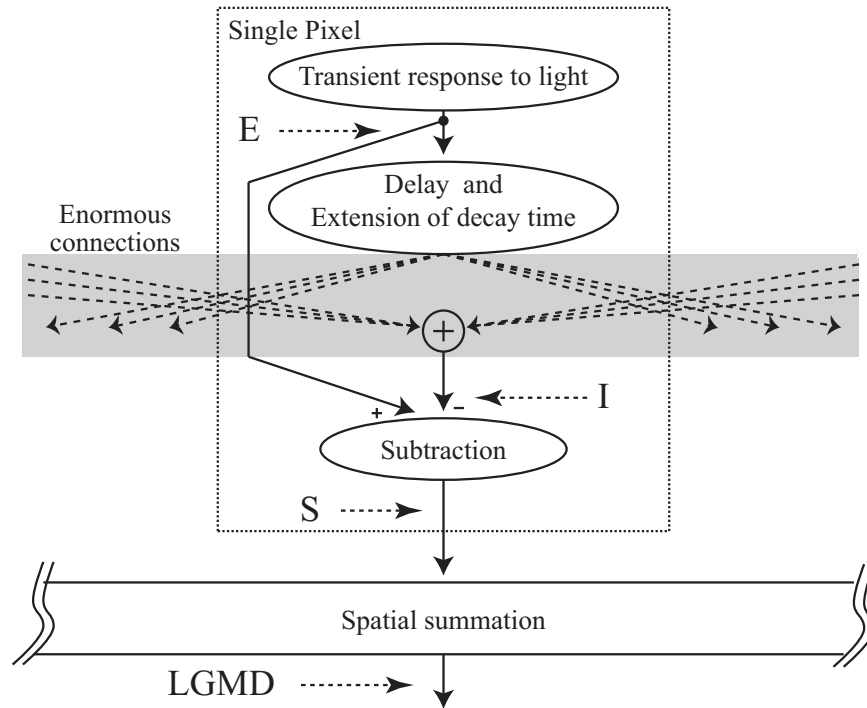 Single Pixel
Transient response to light
E
Delay and
Extension of decay time
Enormous
connections
+
+ −
I
Subtraction
S
Spatial summation
LGMD